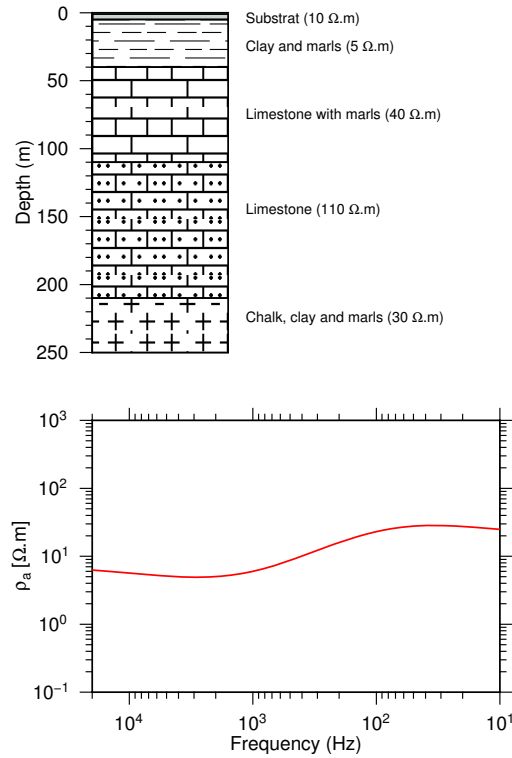 0
Substrat (10 Ω.m)
Clay and marls (5 Ω.m)
50
Limestone with marls (40 Ω.m)
100
Depth (m)
Limestone (110 Ω.m)
150
200
Chalk, clay and marls (30 Ω.m)
250
10³
10²
10¹
10⁰
10⁻¹
ρₐ [Ω.m]
10⁴ 10³ 10² 10¹
Frequency (Hz)